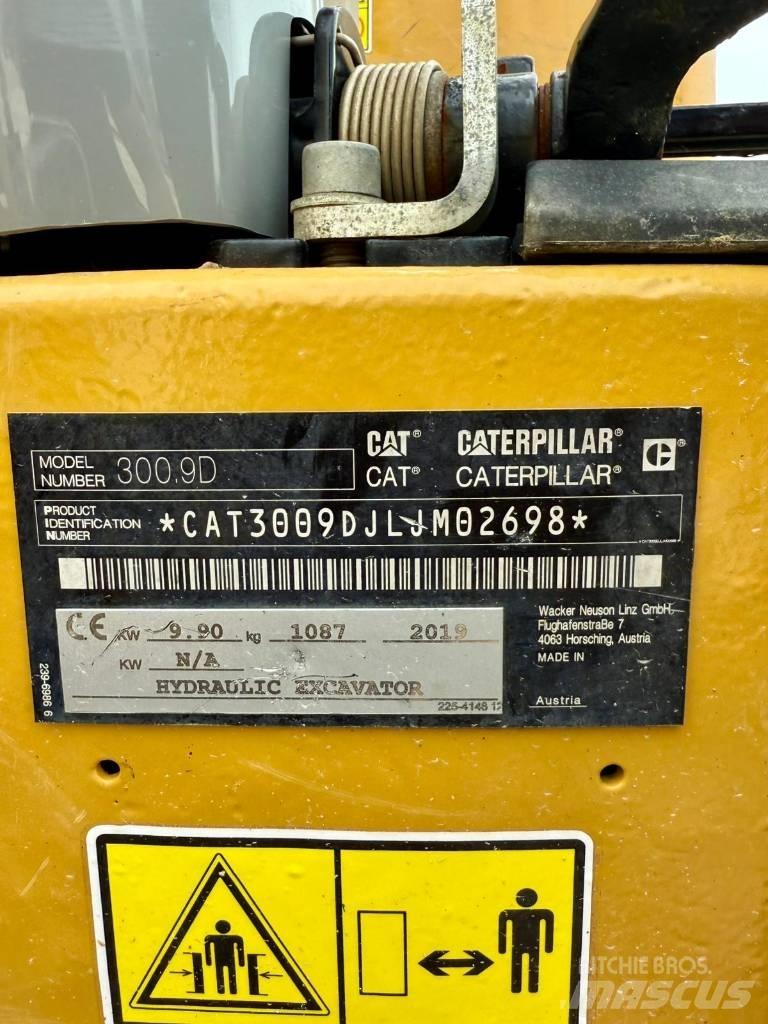 MODEL NUMBER 300.9D
CAT® CATERPILLAR®
CAT® CATERPILLAR®
PRODUCT IDENTIFICATION NUMBER *CAT3009DJLJM02698*
CE KW 9.90 kg 1087 2019
KW N/A
HYDRAULIC EXCAVATOR
225-4148 12
239-6986 6
Wacker Neuson Linz GmbH,
Flughafenstraße 7
4063 Horsching, Austria
MADE IN
Austria
RITCHIE BROS.
MASCUS